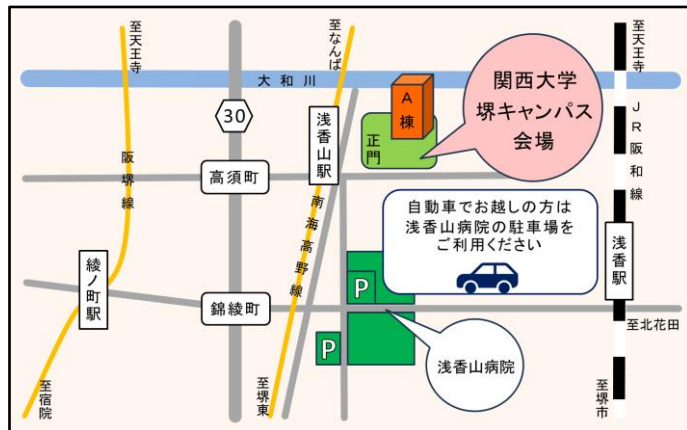 至天王寺
至なんば
至天王寺
大和川
30
A棟
関西大学
堺キャンパス
会場
JR阪和線
浅香山駅
正門
阪堺線
高須町
南海高野線
自動車でお越しの方は
浅香山病院の駐車場を
ご利用ください
浅香駅
綾ノ町駅
P
錦綾町
至北花田
P
浅香山病院
至宿院
至堺東
至堺市